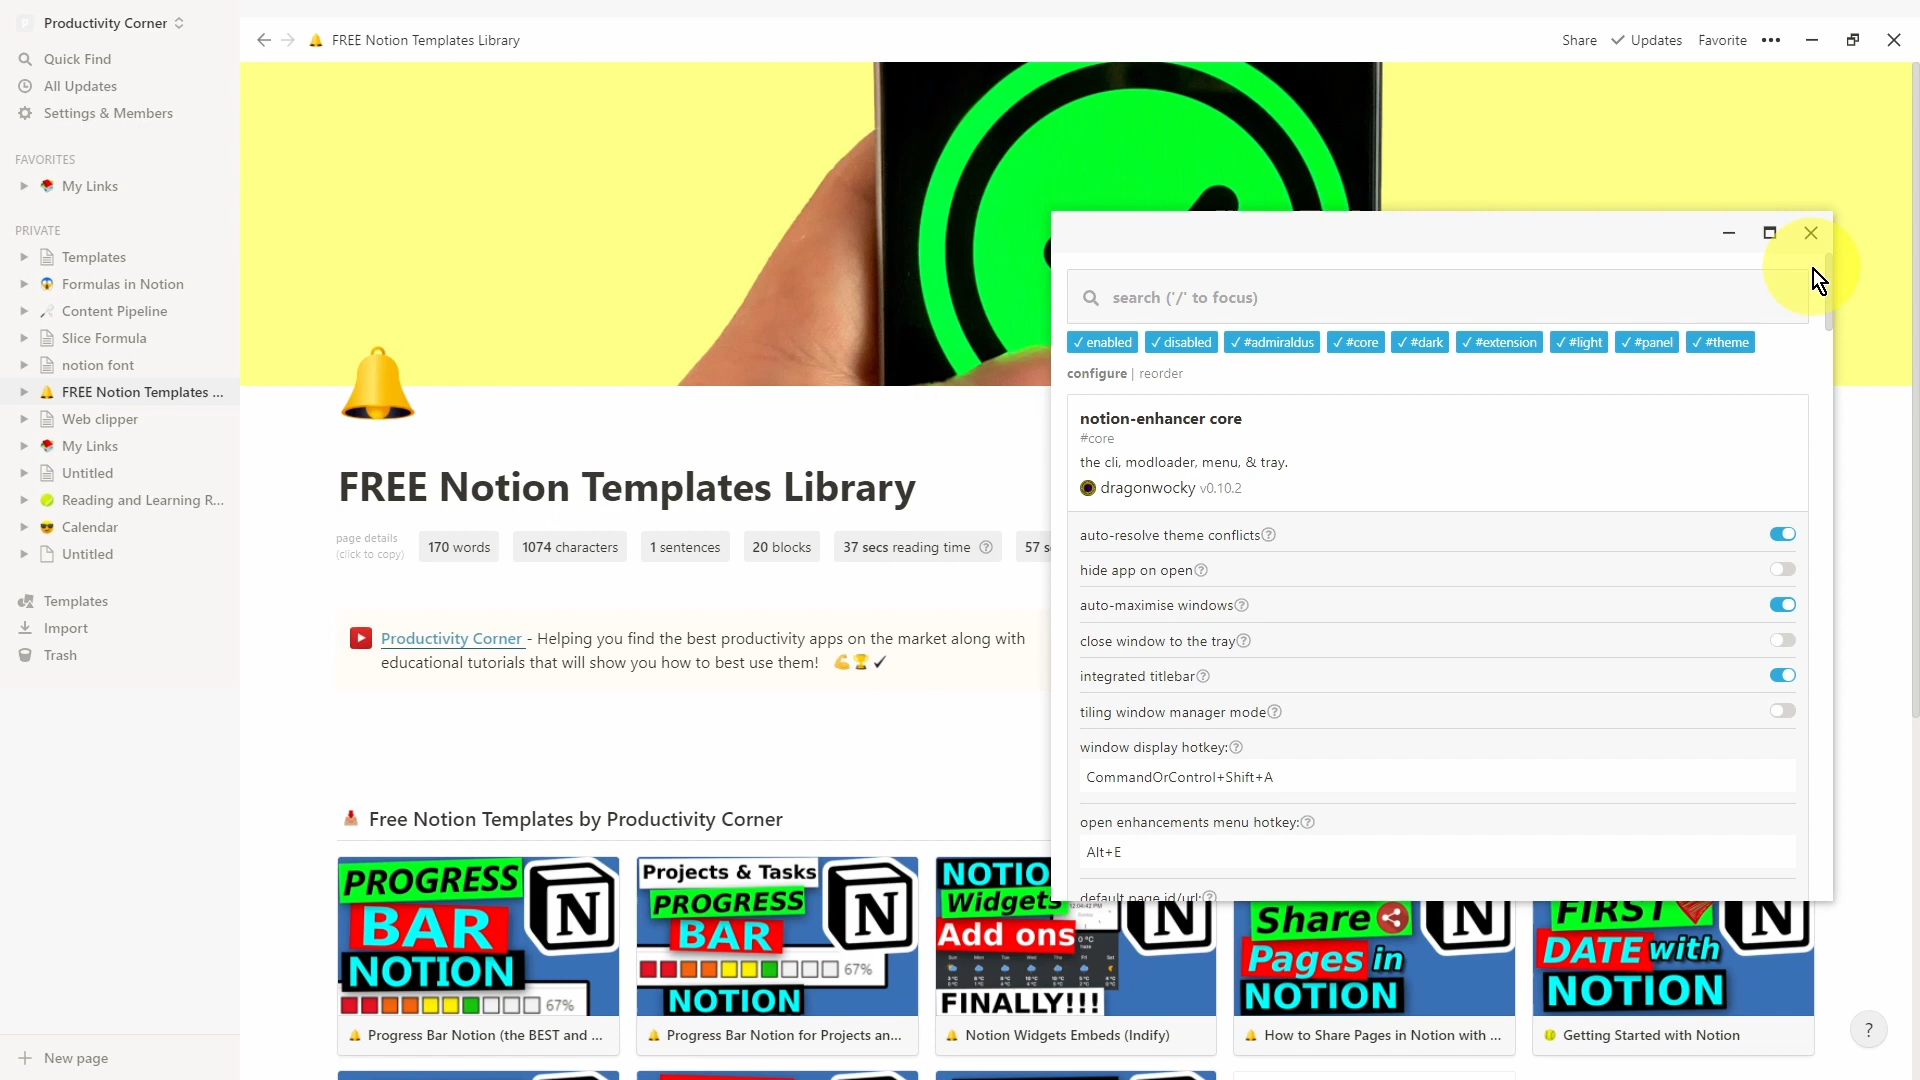 P Productivity Corner
Quick Find
All Updates
Settings & Members
FAVORITES
My Links
PRIVATE
Templates
Formulas in Notion
Content Pipeline
Slice Formula
notion font
FREE Notion Templates ...
Web clipper
My Links
Untitled
Reading and Learning R...
Calendar
Untitled
Templates
Import
Trash
New page
FREE Notion Templates Library
Share Updates Favorite •••
FREE Notion Templates Library
page details
(click to copy)
170 words 1074 characters 1 sentences 20 blocks 37 secs reading time ? 57 s
Productivity Corner - Helping you find the best productivity apps on the market along with
educational tutorials that will show you how to best use them!
Free Notion Templates by Productivity Corner
PROGRESS
BAR
NOTION
67%
N
Progress Bar Notion (the BEST and ...
Projects & Tasks
PROGRESS
BAR
67%
NOTION
N
Progress Bar Notion for Projects an...
NOTIO
Widgets
Add ons
FINALLY!!!
Notion Widgets Embeds (Indify)
Share
Pages in
NOTION
How to Share Pages in Notion with ...
FIRST
DATE with
NOTION
Getting Started with Notion
?
search ('/' to focus)
✓ enabled ✓ disabled ✓ #admiraldus ✓ #core ✓ #dark ✓ #extension ✓ #light ✓ #panel ✓ #theme
configure | reorder
notion-enhancer core
#core
the cli, modloader, menu, & tray.
dragonwocky v0.10.2
auto-resolve theme conflicts ?
hide app on open ?
auto-maximise windows ?
close window to the tray ?
integrated titlebar ?
tiling window manager mode ?
window display hotkey: ?
CommandOrControl+Shift+A
open enhancements menu hotkey: ?
Alt+E
default page id/url: ?